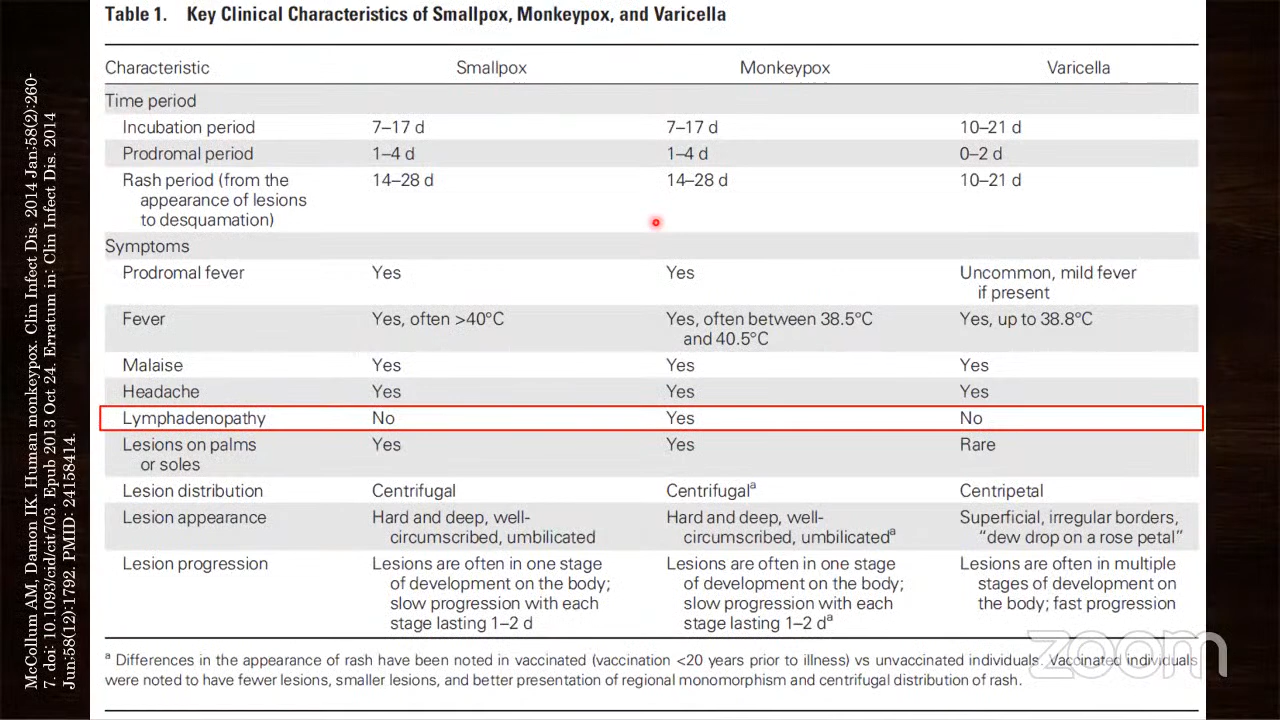 Table 1. Key Clinical Characteristics of Smallpox, Monkeypox, and Varicella
Characteristic Smallpox Monkeypox Varicella
Time period
Incubation period 7–17 d 7–17 d 10–21 d
Prodromal period 1–4 d 1–4 d 0–2 d
Rash period (from the 14–28 d 14–28 d 10–21 d
appearance of lesions
to desquamation)
Symptoms
Prodromal fever Yes Yes Uncommon, mild fever
if present
Fever Yes, often >40°C Yes, often between 38.5°C Yes, up to 38.8°C
and 40.5°C
Malaise Yes Yes Yes
Headache Yes Yes Yes
Lymphadenopathy No Yes No
Lesions on palms Yes Yes Rare
or soles
Lesion distribution Centrifugal Centrifugalᵃ Centripetal
Lesion appearance Hard and deep, well- Hard and deep, well- Superficial, irregular borders,
circumscribed, umbilicated circumscribed, umbilicatedᵃ “dew drop on a rose petal”
Lesion progression Lesions are often in one stage Lesions are often in one stage Lesions are often in multiple
of development on the body; of development on the body; stages of development on
slow progression with each slow progression with each the body; fast progression
stage lasting 1–2 d stage lasting 1–2 dᵃ
ᵃ Differences in the appearance of rash have been noted in vaccinated (vaccination <20 years prior to illness) vs unvaccinated individuals. Vaccinated individuals
were noted to have fewer lesions, smaller lesions, and better presentation of regional monomorphism and centrifugal distribution of rash.
McCollum AM, Damon IK. Human monkeypox. Clin Infect Dis. 2014 Jan;58(2):260-
7. doi: 10.1093/cid/cit703. Epub 2013 Oct 24. Erratum in: Clin Infect Dis. 2014
Jun;58(12):1792. PMID: 24158414.
zoom